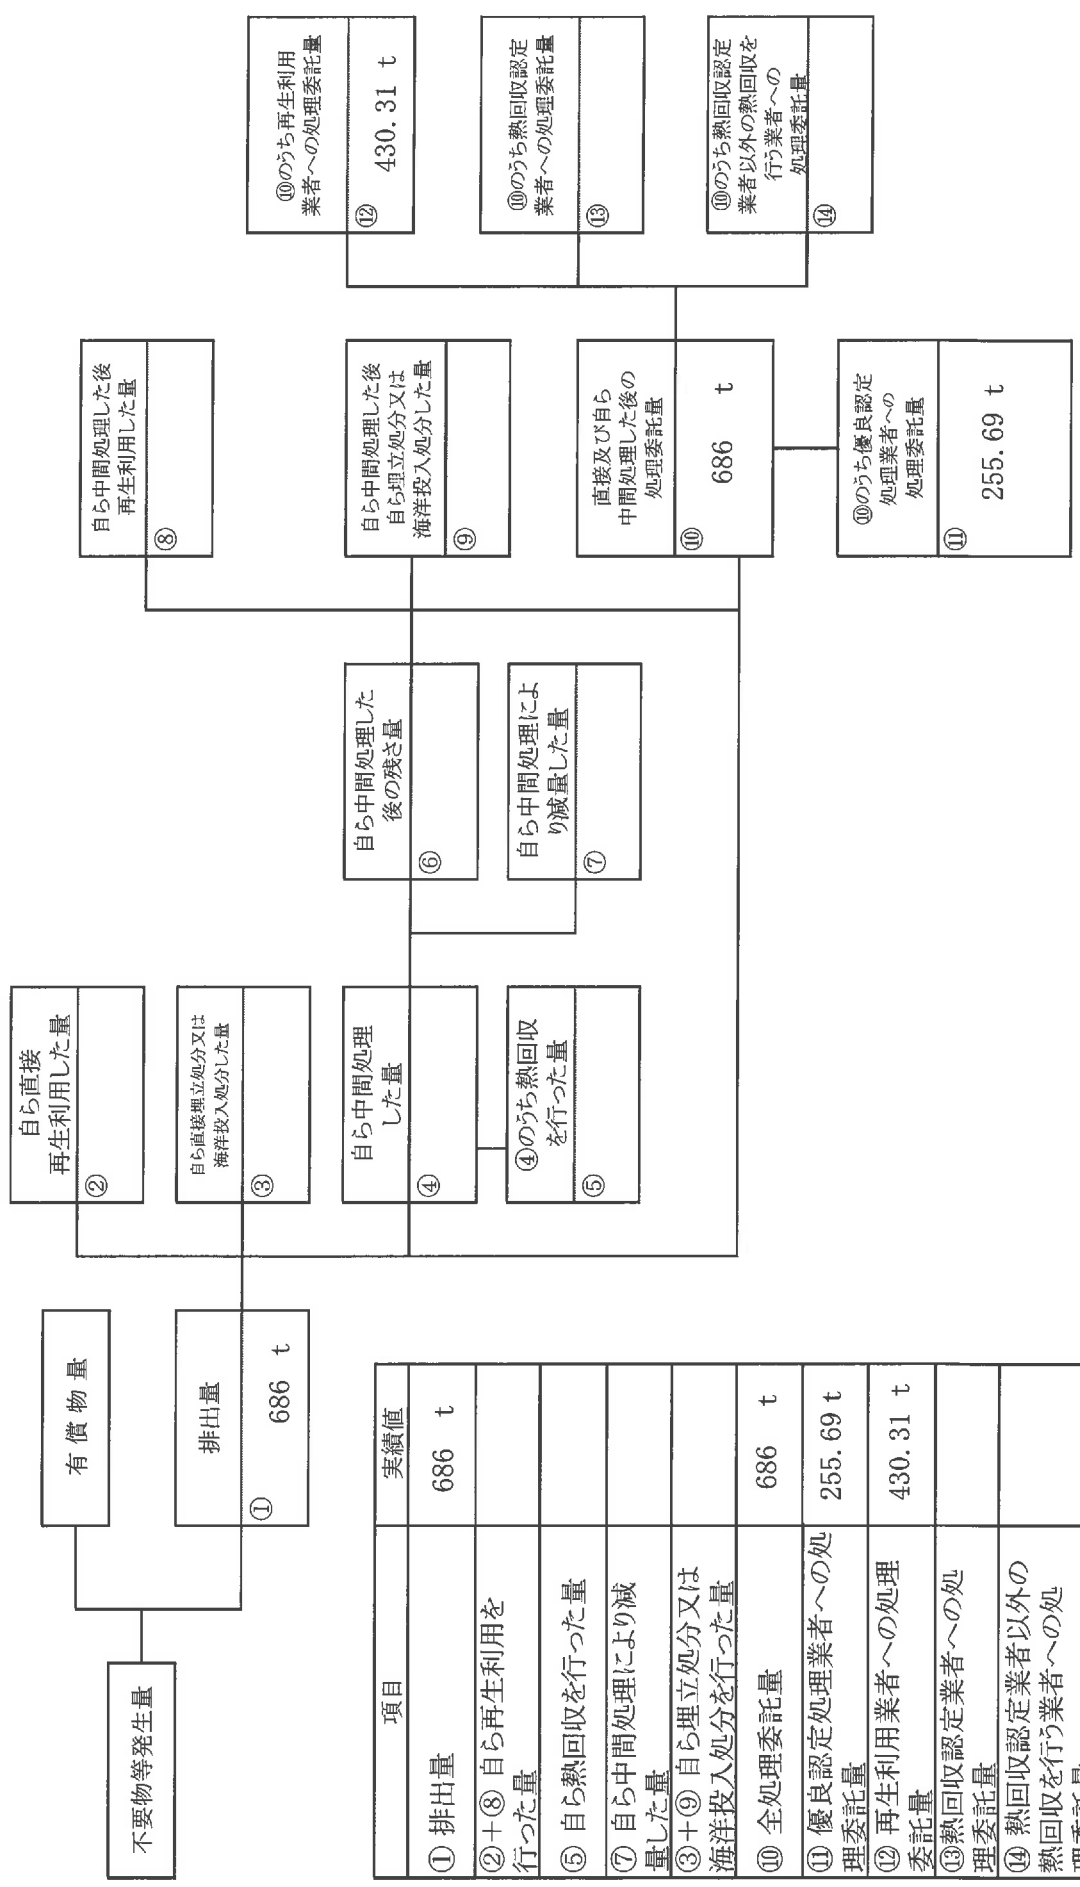 不要物等発生量
有償物量
排出量
①
686 t
自ら直接
再生利用した量
②
自ら直接埋立処分又は
海洋投入処分した量
③
自ら中間処理
した量
④
④のうち熱回収
を行った量
⑤
自ら中間処理した
後の残さ量
⑥
自ら中間処理によ
り減量した量
⑦
自ら中間処理した後
再生利用した量
⑧
自ら中間処理した後
自ら埋立処分又は
海洋投入処分した量
⑨
直接及び自ら
中間処理した後の
処理委託量
⑩
686 t
⑩のうち優良認定
処理業者への
処理委託量
⑪
255.69 t
⑩のうち再生利用
業者への処理委託量
⑫
430.31 t
⑩のうち熱回収認定
業者への処理委託量
⑬
⑩のうち熱回収認定
業者以外の熱回収を
行う業者への
処理委託量
⑭
項目 実績値
①排出量 686 t
②+⑧ 自ら再生利用を
行った量
⑤ 自ら熱回収を行った量
⑦ 自ら中間処理により減
量した量
③+⑨ 自ら埋立処分又は
海洋投入処分を行った量
⑩ 全処理委託量 686 t
⑪ 優良認定処理業者への処
理委託量 255.69 t
⑫ 再生利用業者への処理
委託量 430.31 t
⑬熱回収認定業者への処
理委託量
⑭ 熱回収認定業者以外の
熱回収を行う業者への処
理委託量